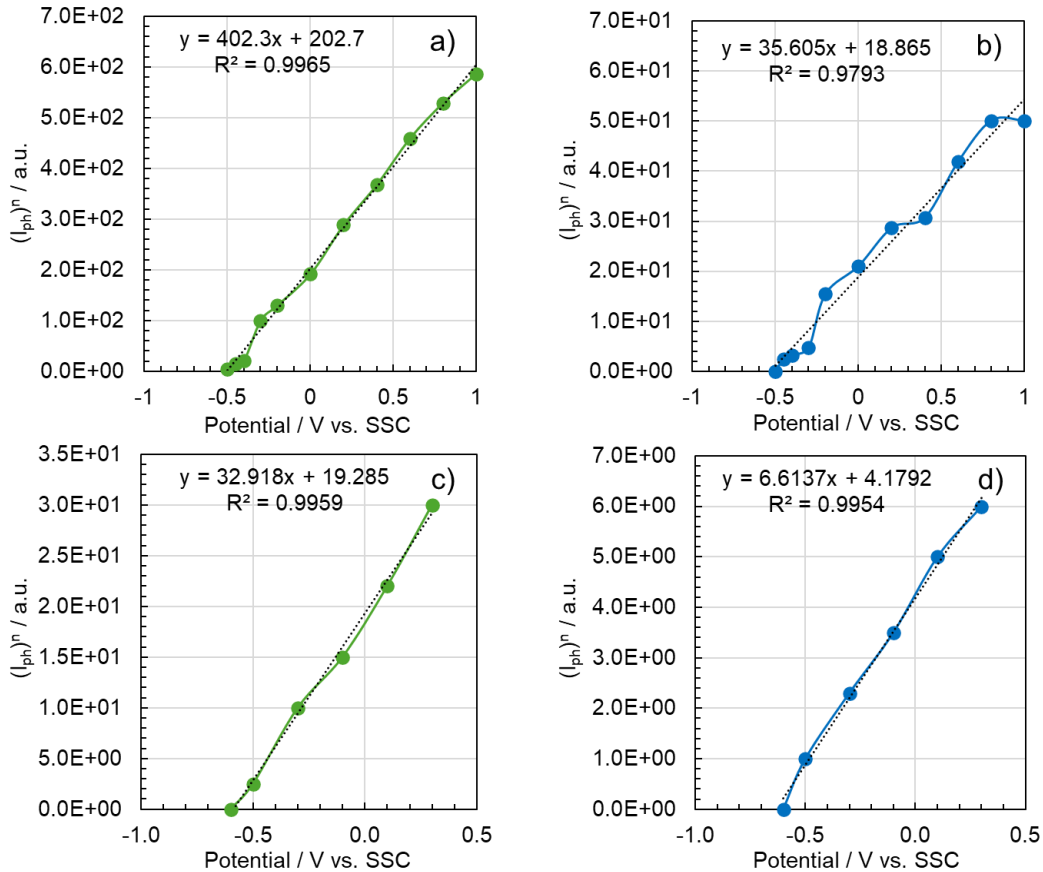 7.0E+02
6.0E+02
5.0E+02
4.0E+02
3.0E+02
2.0E+02
1.0E+02
0.0E+00
(Iph)ⁿ / a.u.
y = 402.3x + 202.7
R² = 0.9965
a)
-1
-0.5
0
0.5
1
Potential / V vs. SSC
7.0E+01
6.0E+01
5.0E+01
4.0E+01
3.0E+01
2.0E+01
1.0E+01
0.0E+00
(Iph)ⁿ / a.u.
y = 35.605x + 18.865
R² = 0.9793
b)
-1
-0.5
0
0.5
1
Potential / V vs. SSC
3.5E+01
3.0E+01
2.5E+01
2.0E+01
1.5E+01
1.0E+01
5.0E+00
0.0E+00
(Iph)ⁿ / a.u.
y = 32.918x + 19.285
R² = 0.9959
c)
-1.0
-0.5
0.0
0.5
Potential / V vs. SSC
7.0E+00
6.0E+00
5.0E+00
4.0E+00
3.0E+00
2.0E+00
1.0E+00
0.0E+00
(Iph)ⁿ / a.u.
y = 6.6137x + 4.1792
R² = 0.9954
d)
-1.0
-0.5
0.0
0.5
Potential / V vs. SSC